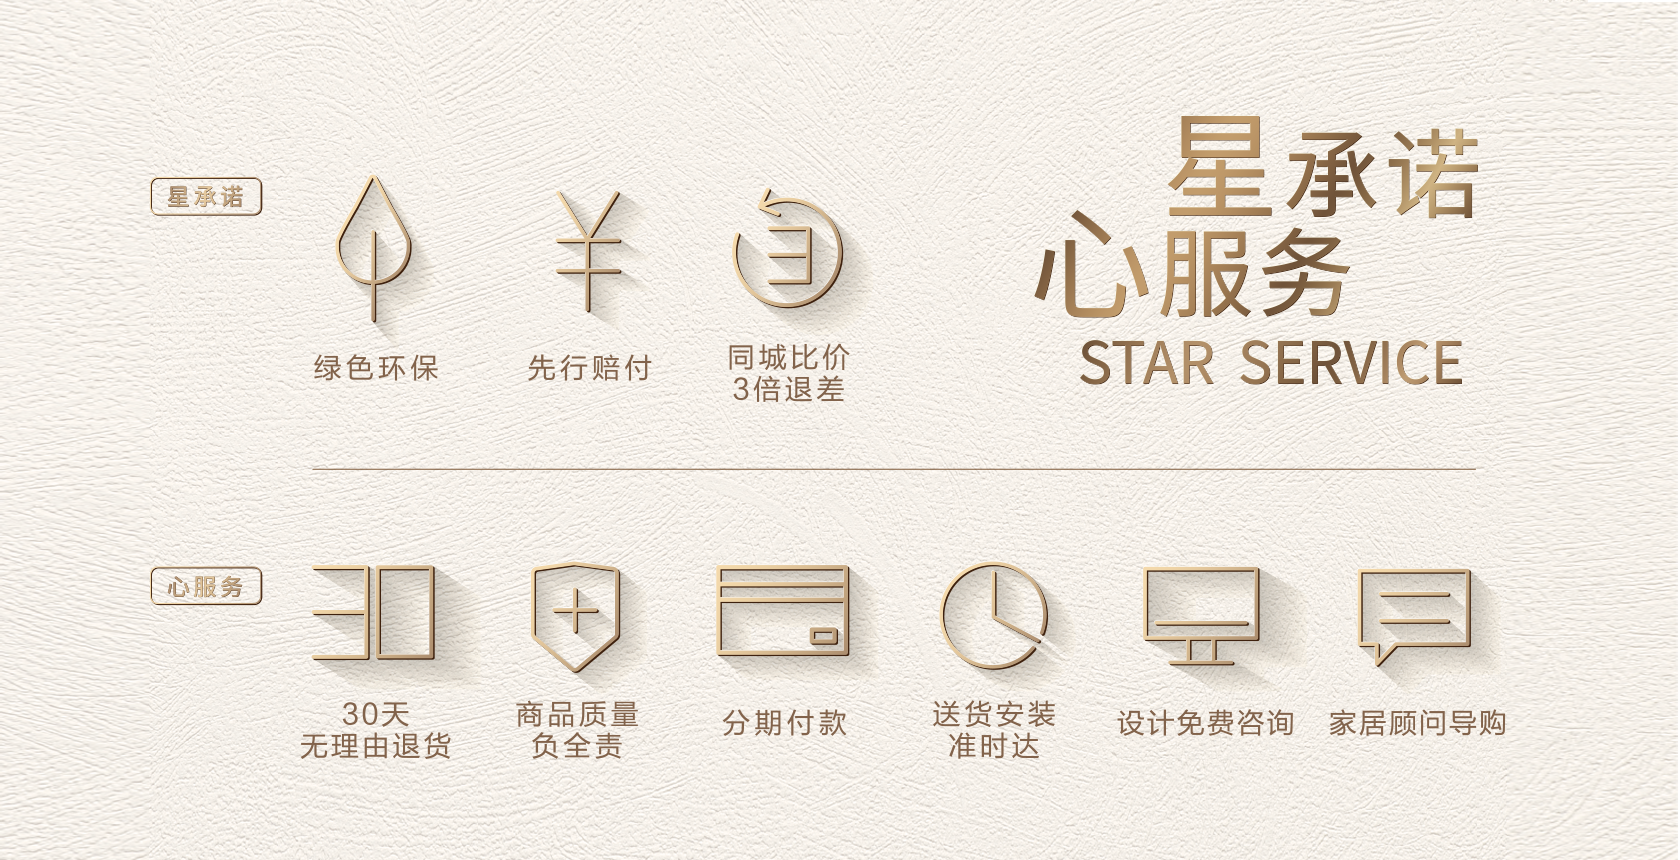 星承诺
心服务
STAR SERVICE
星承诺
绿色环保
先行赔付
同城比价
3倍退差
心服务
30天
无理由退货
商品质量
负全责
分期付款
送货安装
准时达
设计免费咨询
家居顾问导购